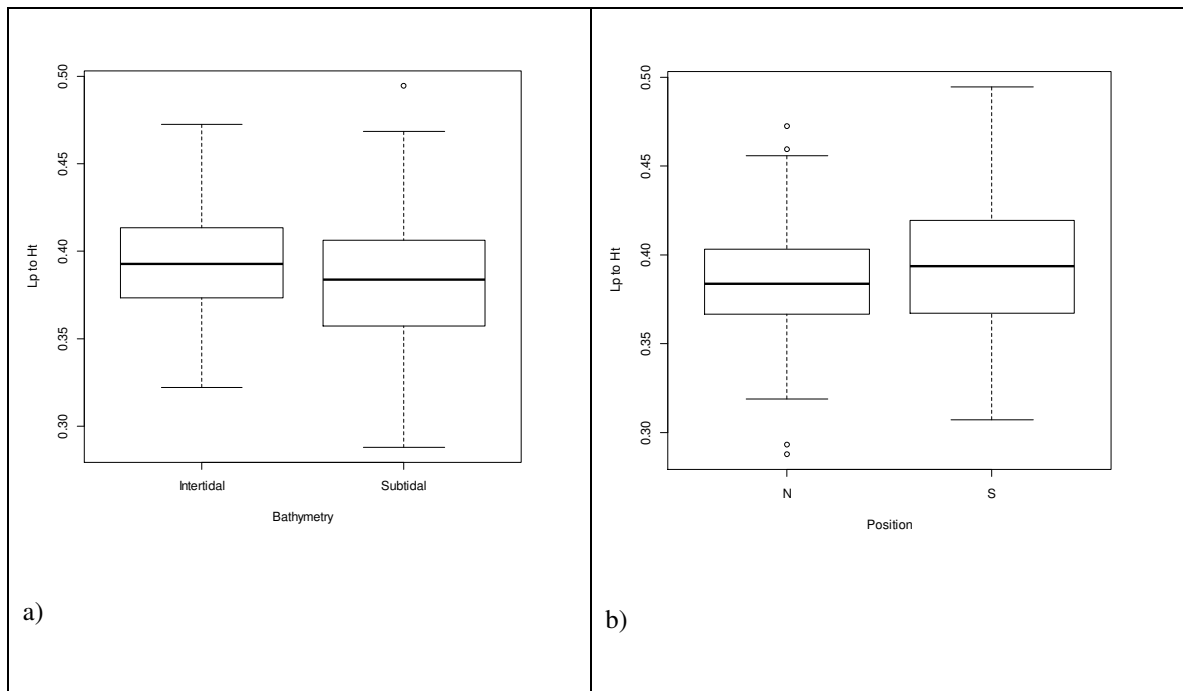 0.50
0.45
0.40
0.35
0.30
Lp to Ht
Intertidal
Subtidal
Bathymetry
a)
0.50
0.45
0.40
0.35
0.30
Lp to Ht
N
S
Position
b)